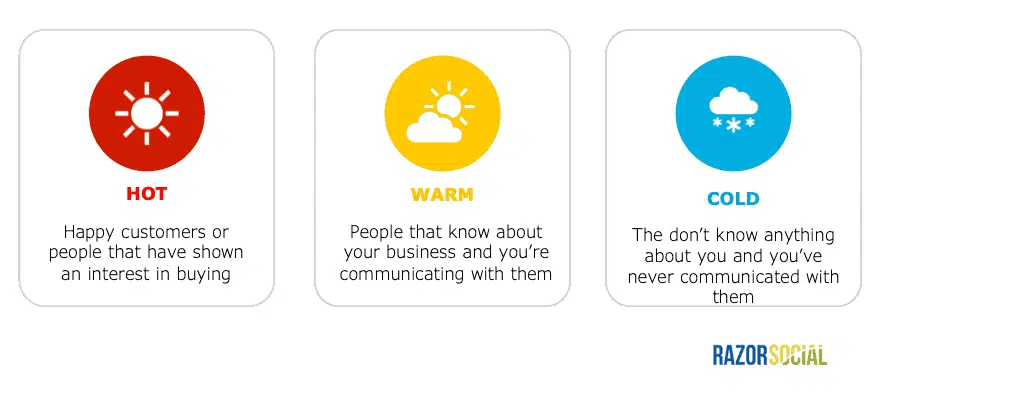 HOT
Happy customers or
people that have shown
an interest in buying
WARM
People that know about
your business and you're
communicating with them
COLD
The don't know anything
about you and you've
never communicated with
them
RAZORSOCIAL